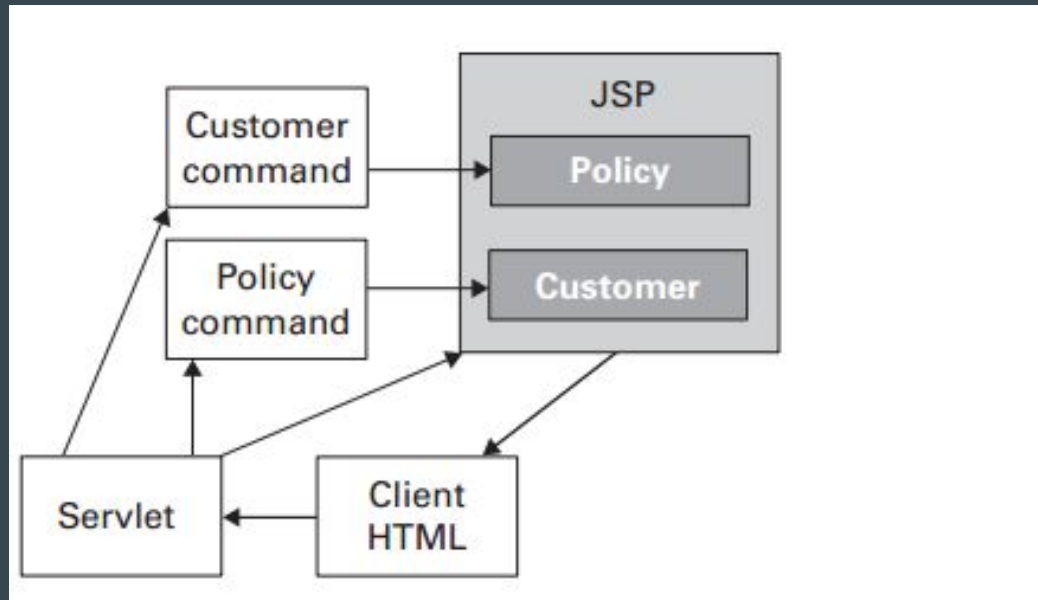 JSP
Customer
command
Policy
Policy
command
Customer
Servlet
Client
HTML